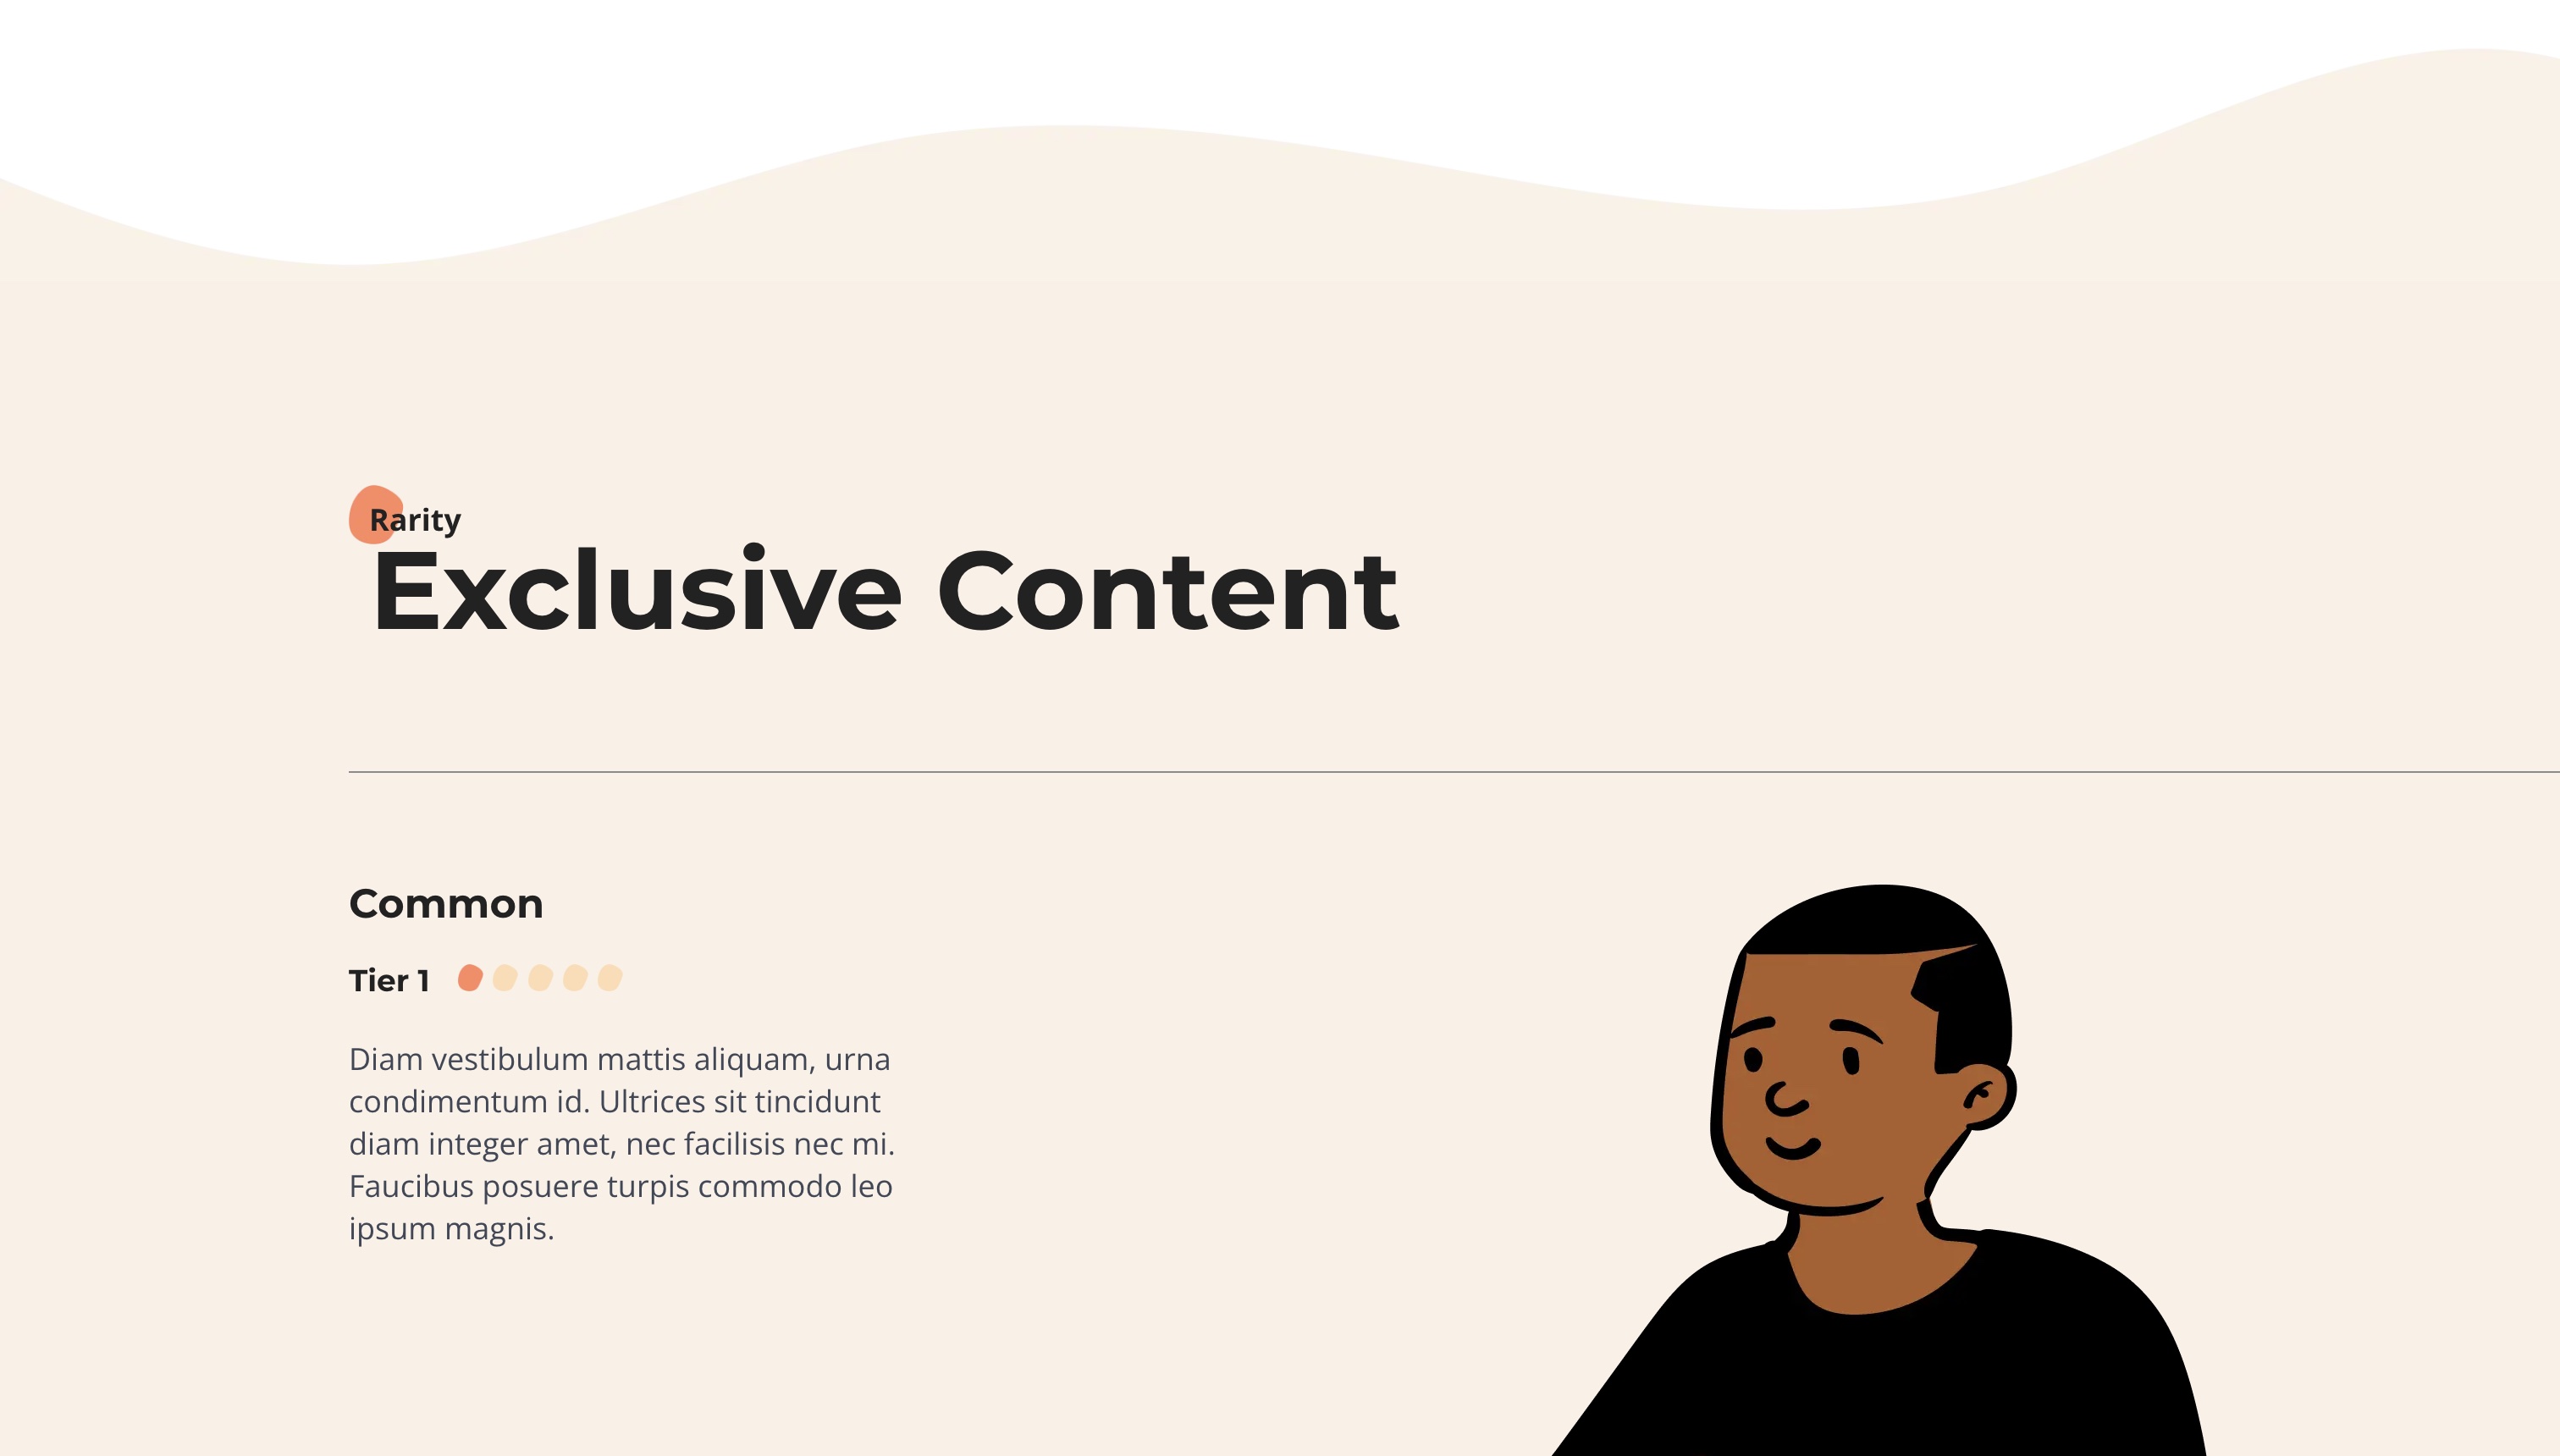 Rarity
Exclusive Content
Common
Tier 1
Diam vestibulum mattis aliquam, urna
condimentum id. Ultrices sit tincidunt
diam integer amet, nec facilisis nec mi.
Faucibus posuere turpis commodo leo
ipsum magnis.